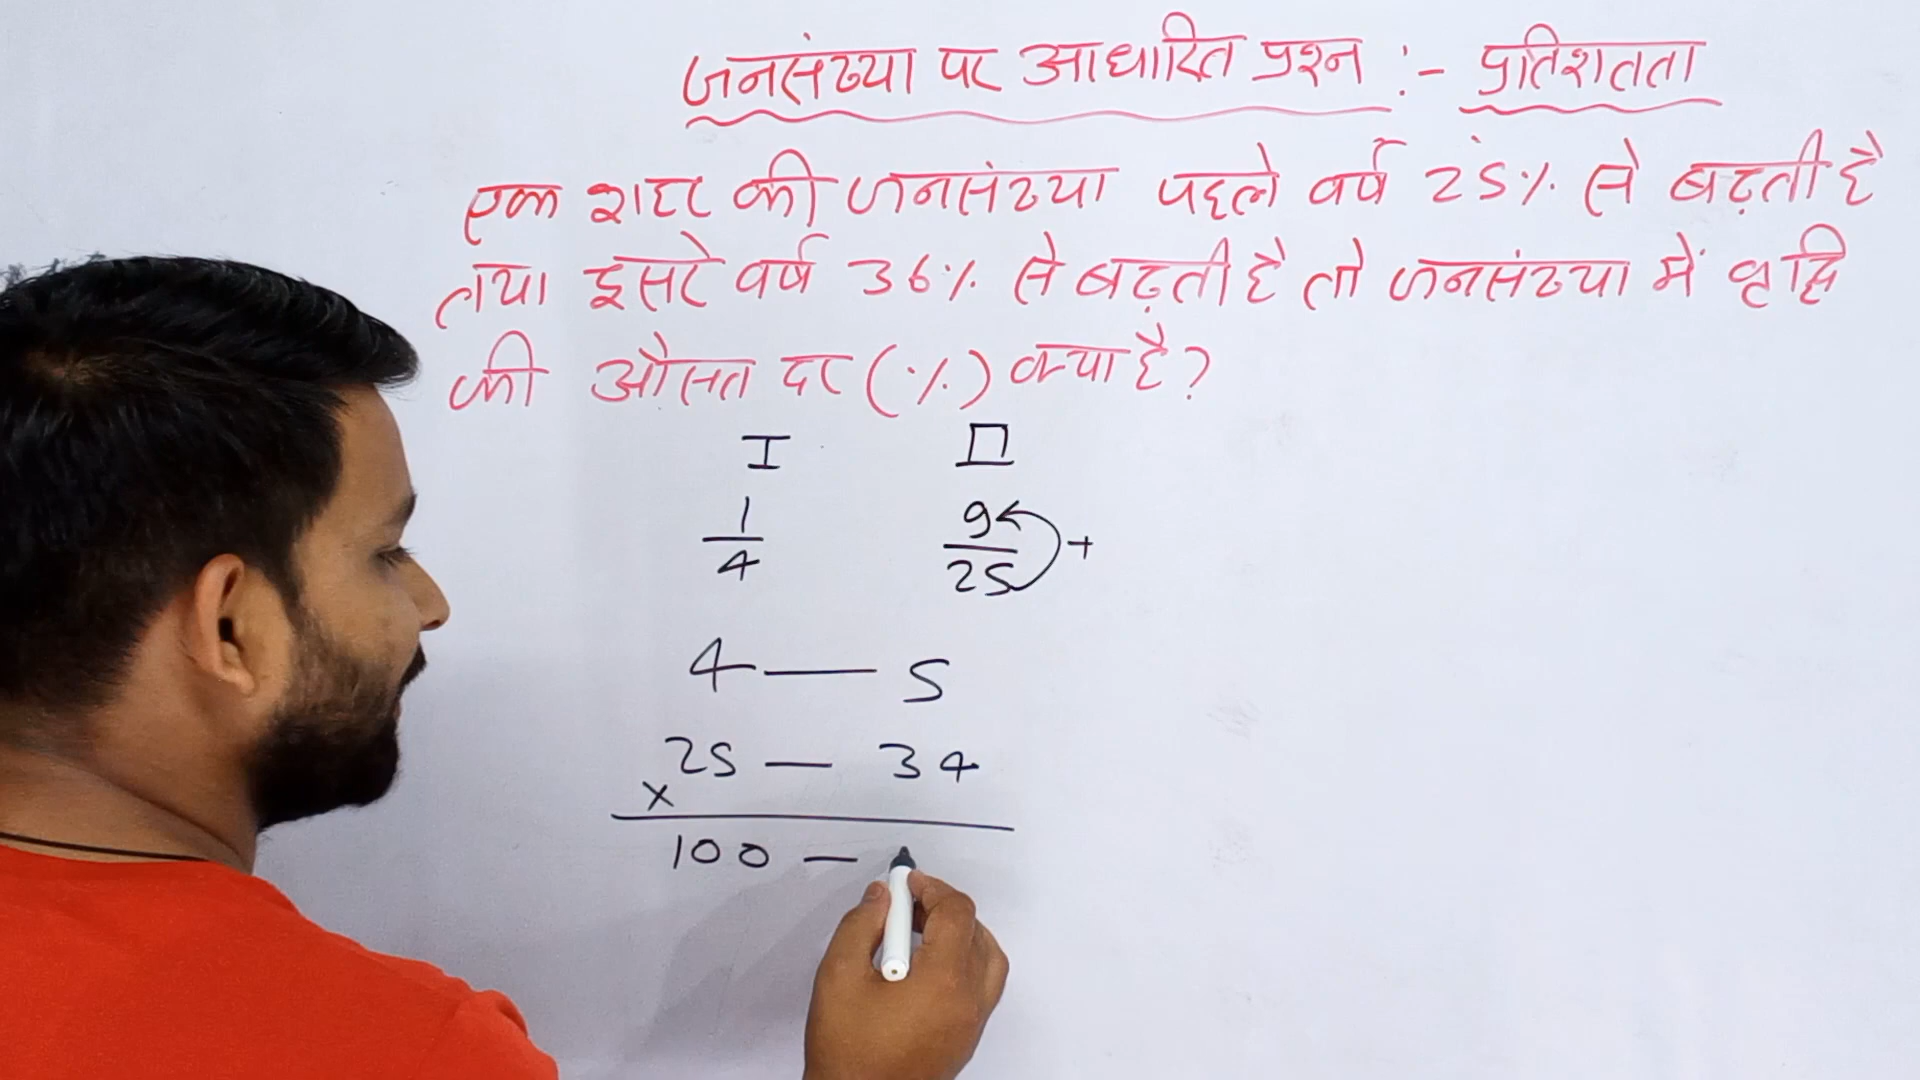 जनसंख्या पर आधारित प्रश्न :- प्रतिशतता
एक शहर की जनसंख्या पहले वर्ष 25% से बढ़ती है
तथा दूसरे वर्ष 36% से बढ़ती है तो जनसंख्या में वृद्धि
की औसत दर (%) क्या है?
I II
1/4 9/25 +
4 — 5
25 — 34
×
100 —